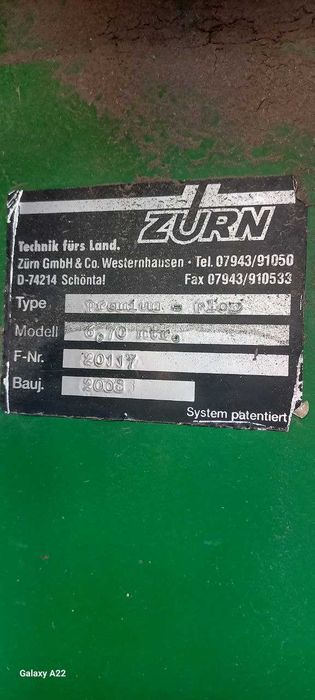 ZÜRN
Technik fürs Land.
Zürn GmbH & Co. Westernhausen · Tel. 07943/91050
D-74214 Schöntal Fax 07943/910533
Type Premium - Flow
Modell 6,70 mtr.
F-Nr. 20117
Bauj. 2008
System patentiert
Galaxy A22